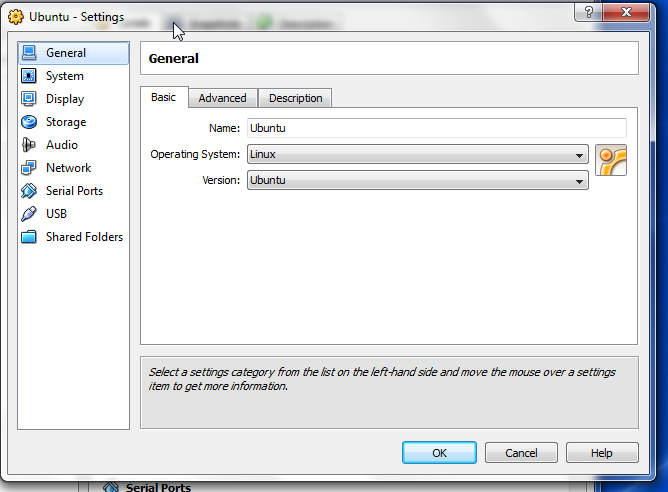 Ubuntu - Settings
?
General
System
Display
Storage
Audio
Network
Serial Ports
USB
Shared Folders
General
Basic Advanced Description
Name: Ubuntu
Operating System: Linux
Version: Ubuntu
Select a settings category from the list on the left-hand side and move the mouse over a settings
item to get more information.
OK Cancel Help
Serial Ports